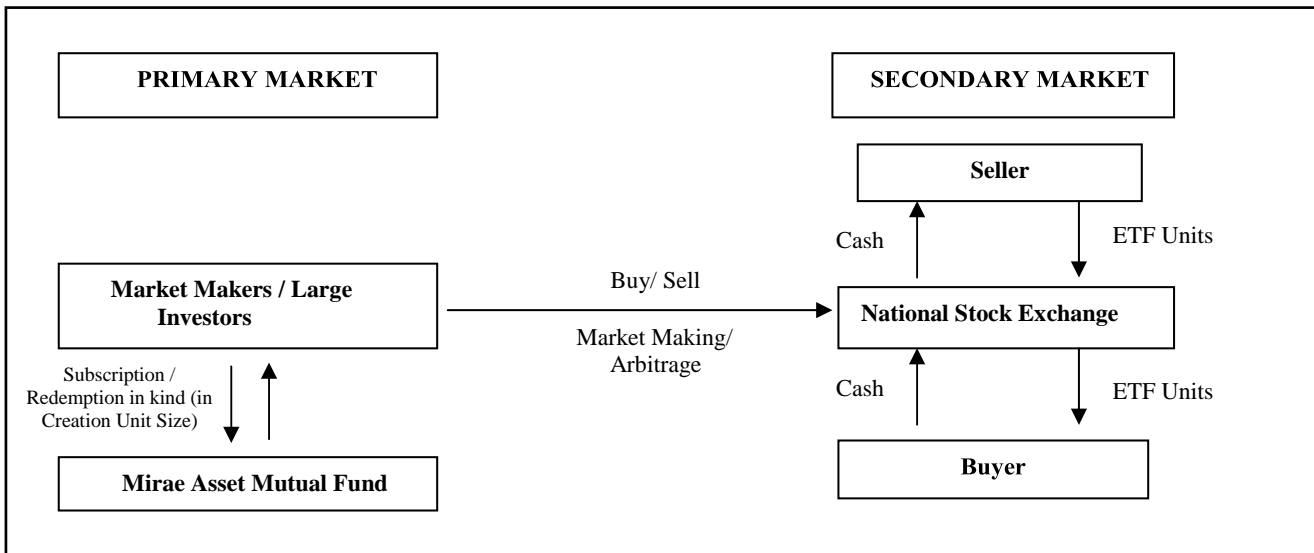 PRIMARY MARKET
SECONDARY MARKET
Seller
Cash
ETF Units
Market Makers / Large
Investors
Buy/ Sell
Market Making/
Arbitrage
National Stock Exchange
Subscription /
Redemption in kind (in
Creation Unit Size)
Cash
ETF Units
Mirae Asset Mutual Fund
Buyer